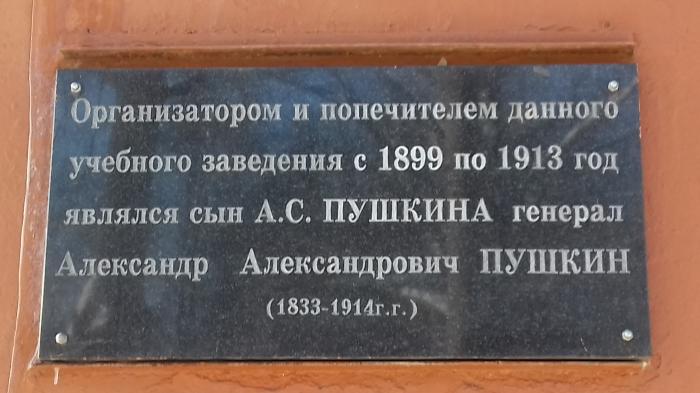 Организатором и попечителем данного
учебного заведения с 1899 по 1913 год
являлся сын А.С. ПУШКИНА генерал
Александр Александрович ПУШКИН
(1833-1914г.г.)